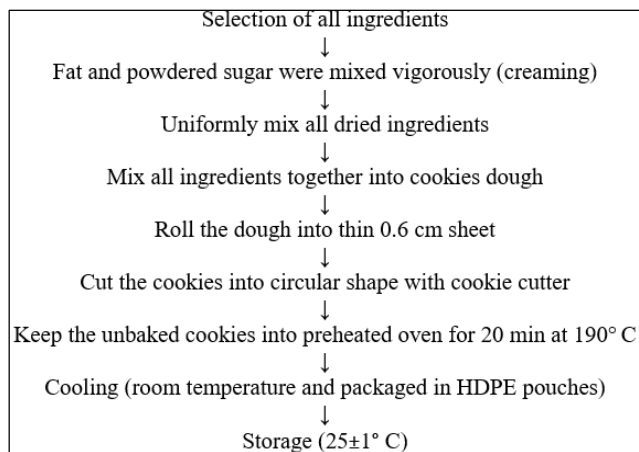 Selection of all ingredients
↓
Fat and powdered sugar were mixed vigorously (creaming)
↓
Uniformly mix all dried ingredients
↓
Mix all ingredients together into cookies dough
↓
Roll the dough into thin 0.6 cm sheet
↓
Cut the cookies into circular shape with cookie cutter
↓
Keep the unbaked cookies into preheated oven for 20 min at 190° C
↓
Cooling (room temperature and packaged in HDPE pouches)
↓
Storage (25±1° C)